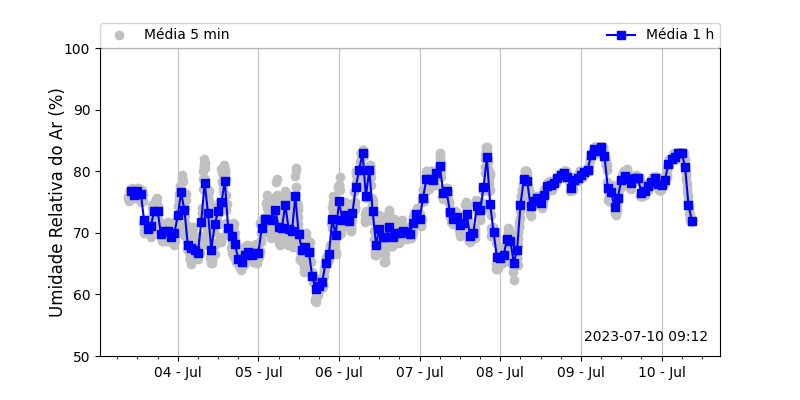 Média 5 min
Média 1 h
Umidade Relativa do Ar (%)
100
90
80
70
60
50
2023-07-10 09:12
04 - Jul
05 - Jul
06 - Jul
07 - Jul
08 - Jul
09 - Jul
10 - Jul